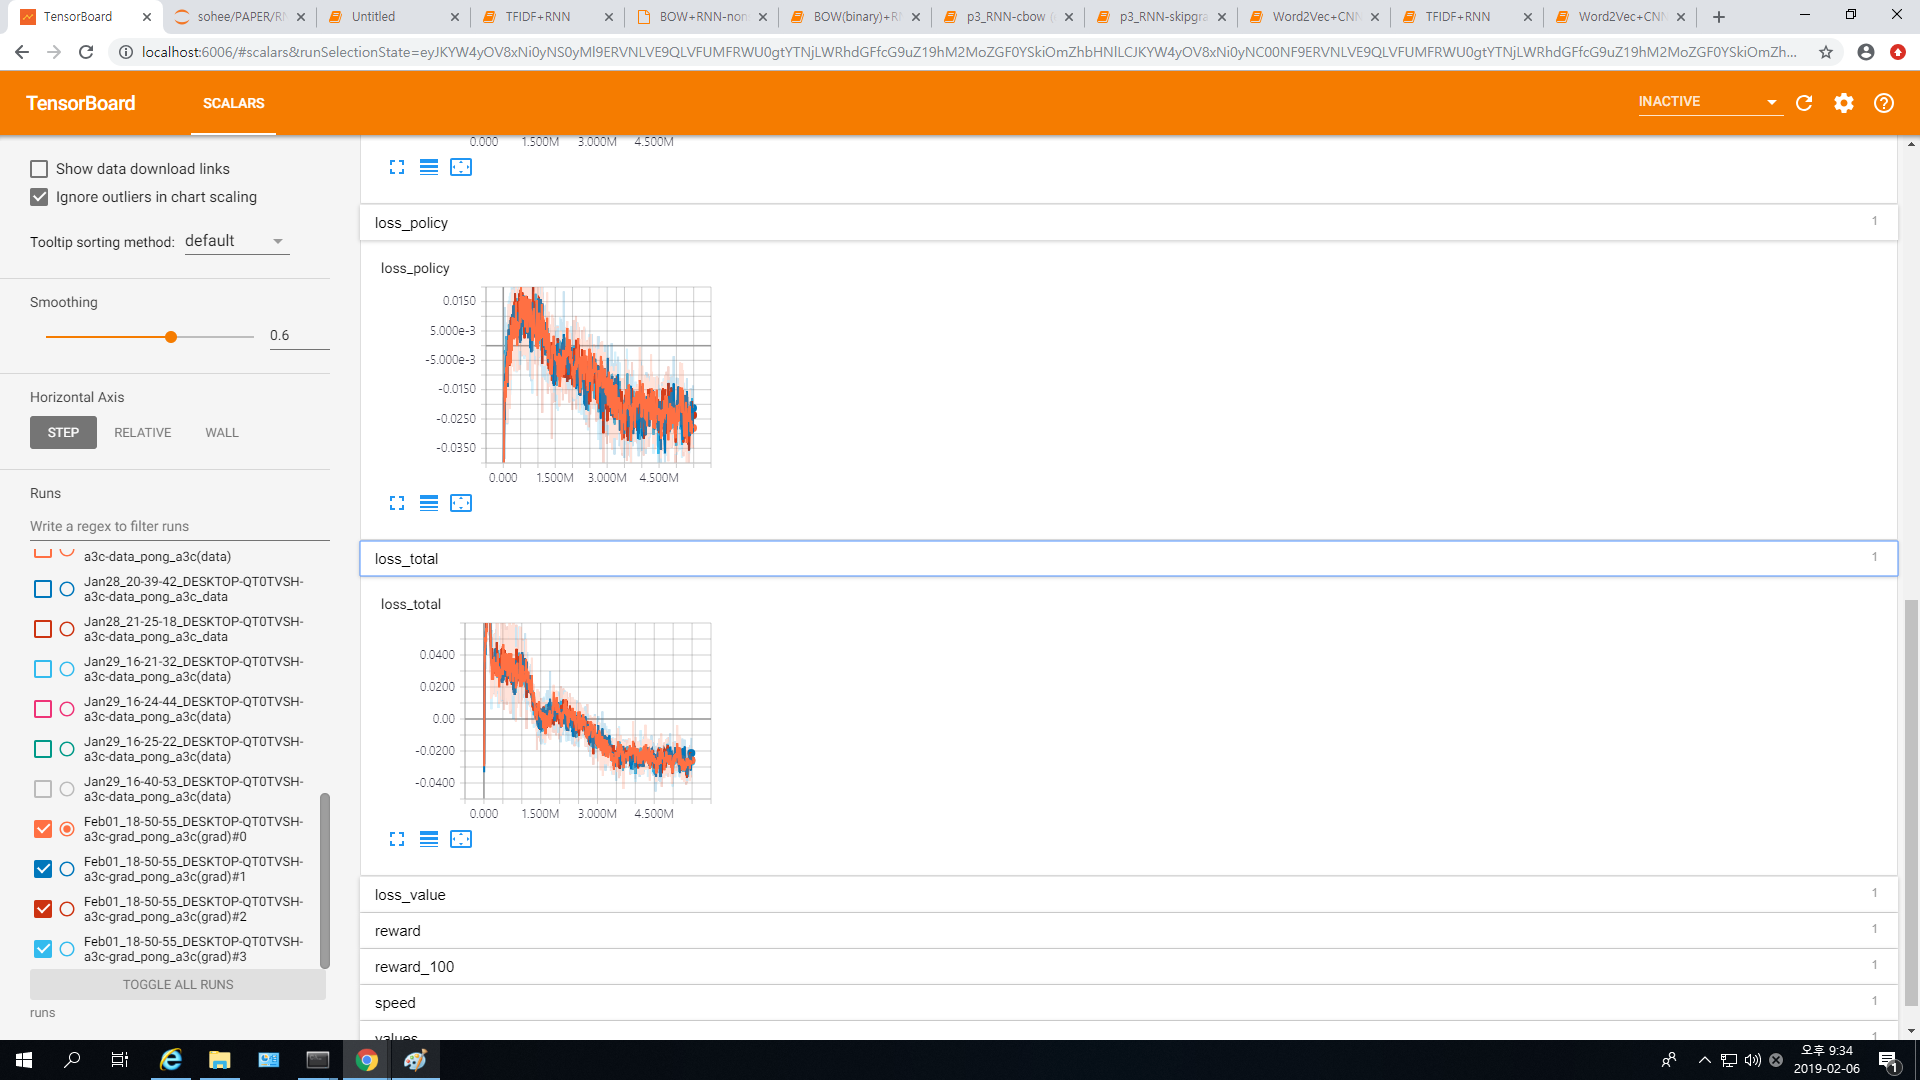 TensorBoard
sohee/PAPER/RN
Untitled
TFIDF+RNN
BOW+RNN-non
BOW(binary)+R
p3_RNN-cbow (
p3_RNN-skipgra
Word2Vec+CNN
TFIDF+RNN
Word2Vec+CNN
localhost:6006/#scalars&runSelectionState=
TensorBoard
SCALARS
INACTIVE
Show data download links
Ignore outliers in chart scaling
Tooltip sorting method: default
Smoothing
0.6
Horizontal Axis
STEP RELATIVE WALL
Runs
Write a regex to filter runs
a3c-data_pong_a3c(data)
Jan28_20-39-42_DESKTOP-QT0TVSH-
a3c-data_pong_a3c_data
Jan28_21-25-18_DESKTOP-QT0TVSH-
a3c-data_pong_a3c_data
Jan29_16-21-32_DESKTOP-QT0TVSH-
a3c-data_pong_a3c(data)
Jan29_16-24-44_DESKTOP-QT0TVSH-
a3c-data_pong_a3c(data)
Jan29_16-25-22_DESKTOP-QT0TVSH-
a3c-data_pong_a3c(data)
Jan29_16-40-53_DESKTOP-QT0TVSH-
a3c-data_pong_a3c(data)
Feb01_18-50-55_DESKTOP-QT0TVSH-
a3c-grad_pong_a3c(grad)#0
Feb01_18-50-55_DESKTOP-QT0TVSH-
a3c-grad_pong_a3c(grad)#1
Feb01_18-50-55_DESKTOP-QT0TVSH-
a3c-grad_pong_a3c(grad)#2
Feb01_18-50-55_DESKTOP-QT0TVSH-
a3c-grad_pong_a3c(grad)#3
TOGGLE ALL RUNS
runs
0.000 1.500M 3.000M 4.500M
loss_policy 1
loss_policy
0.0150
5.000e-3
-5.000e-3
-0.0150
-0.0250
-0.0350
0.000 1.500M 3.000M 4.500M
loss_total 1
loss_total
0.0400
0.0200
0.00
-0.0200
-0.0400
0.000 1.500M 3.000M 4.500M
loss_value 1
reward 1
reward_100 1
speed 1
values 1
오후 9:34
2019-02-06
1